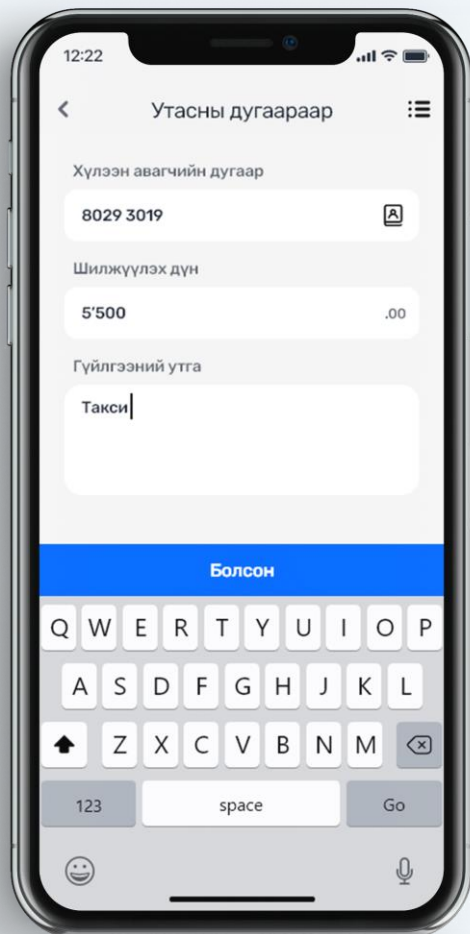 12:22
Утасны дугаараар
Хүлээн авагчийн дугаар
8029 3019
Шилжүүлэх дүн
5'500 .00
Гүйлгээний утга
Такси
Болсон
Q W E R T Y U I O P
A S D F G H J K L
Z X C V B N M
123 space Go